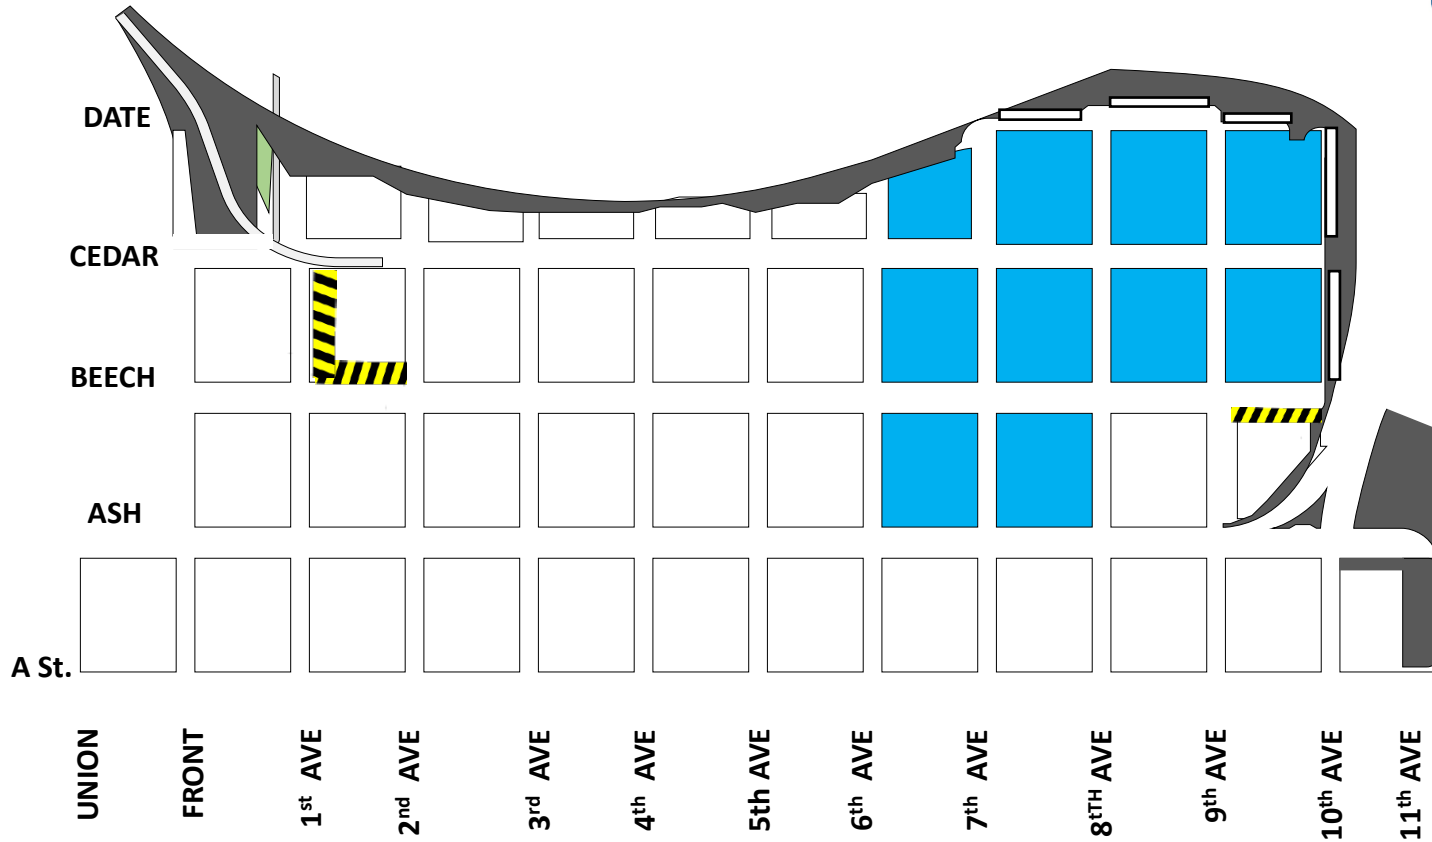 DATE
CEDAR
BEECH
ASH
A St.
UNION
FRONT
1st AVE
2nd AVE
3rd AVE
4th AVE
5th AVE
6th AVE
7th AVE
8tTH AVE
9th AVE
10th AVE
11th AVE